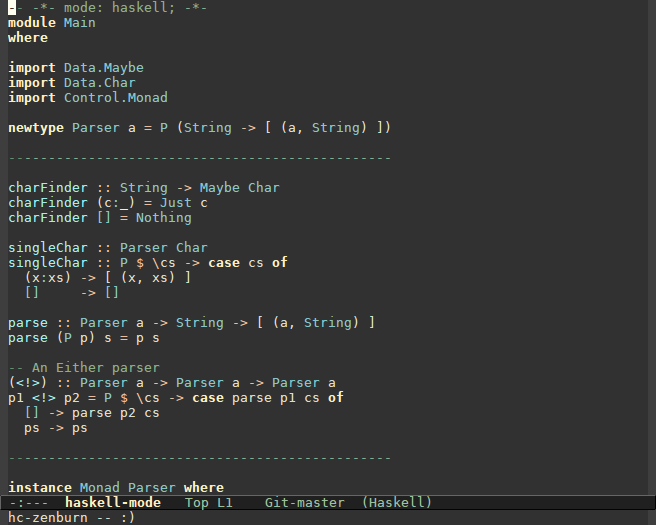 -- -*- mode: haskell; -*-
module Main
where

import Data.Maybe
import Data.Char
import Control.Monad

newtype Parser a = P (String -> [ (a, String) ])

------------------------------------------------

charFinder :: String -> Maybe Char
charFinder (c:_) = Just c
charFinder [] = Nothing

singleChar :: Parser Char
singleChar :: P $ \cs -> case cs of
  (x:xs) -> [ (x, xs) ]
  []     -> []

parse :: Parser a -> String -> [ (a, String) ]
parse (P p) s = p s

-- An Either parser
(<!>) :: Parser a -> Parser a -> Parser a
p1 <!> p2 = P $ \cs -> case parse p1 cs of
  [] -> parse p2 cs
  ps -> ps

------------------------------------------------

instance Monad Parser where
-:---  haskell-mode   Top L1    Git-master  (Haskell)
hc-zenburn -- :)